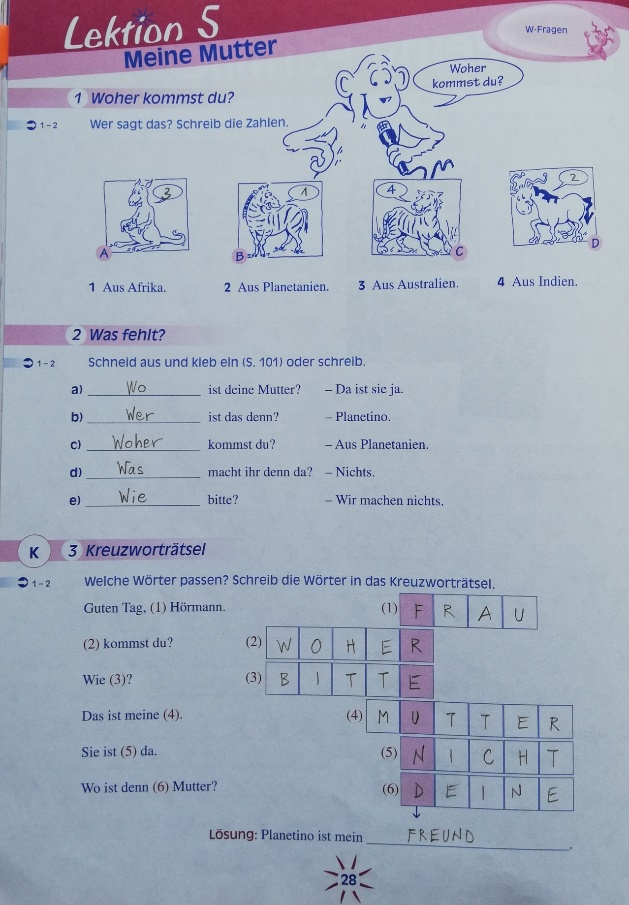 Lektion 5
Meine Mutter
W-Fragen
Woher
kommst du?
1 Woher kommst du?
1-2 Wer sagt das? Schreib die Zahlen.
3 1 4 2
A B C D
1 Aus Afrika. 2 Aus Planetanien. 3 Aus Australien. 4 Aus Indien.
2 Was fehlt?
1-2 Schneid aus und kleb ein (S. 101) oder schreib.
a) Wo ist deine Mutter? – Da ist sie ja.
b) Wer ist das denn? – Planetino.
c) Woher kommst du? – Aus Planetanien.
d) Was macht ihr denn da? – Nichts.
e) Wie bitte? – Wir machen nichts.
K 3 Kreuzworträtsel
1-2 Welche Wörter passen? Schreib die Wörter in das Kreuzworträtsel.
Guten Tag, (1) Hörmann. (1) F R A U
(2) kommst du? (2) W O H E R
Wie (3)? (3) B I T T E
Das ist meine (4). (4) M U T T E R
Sie ist (5) da. (5) N I C H T
Wo ist denn (6) Mutter? (6) D E I N E
Lösung: Planetino ist mein FREUND.
28